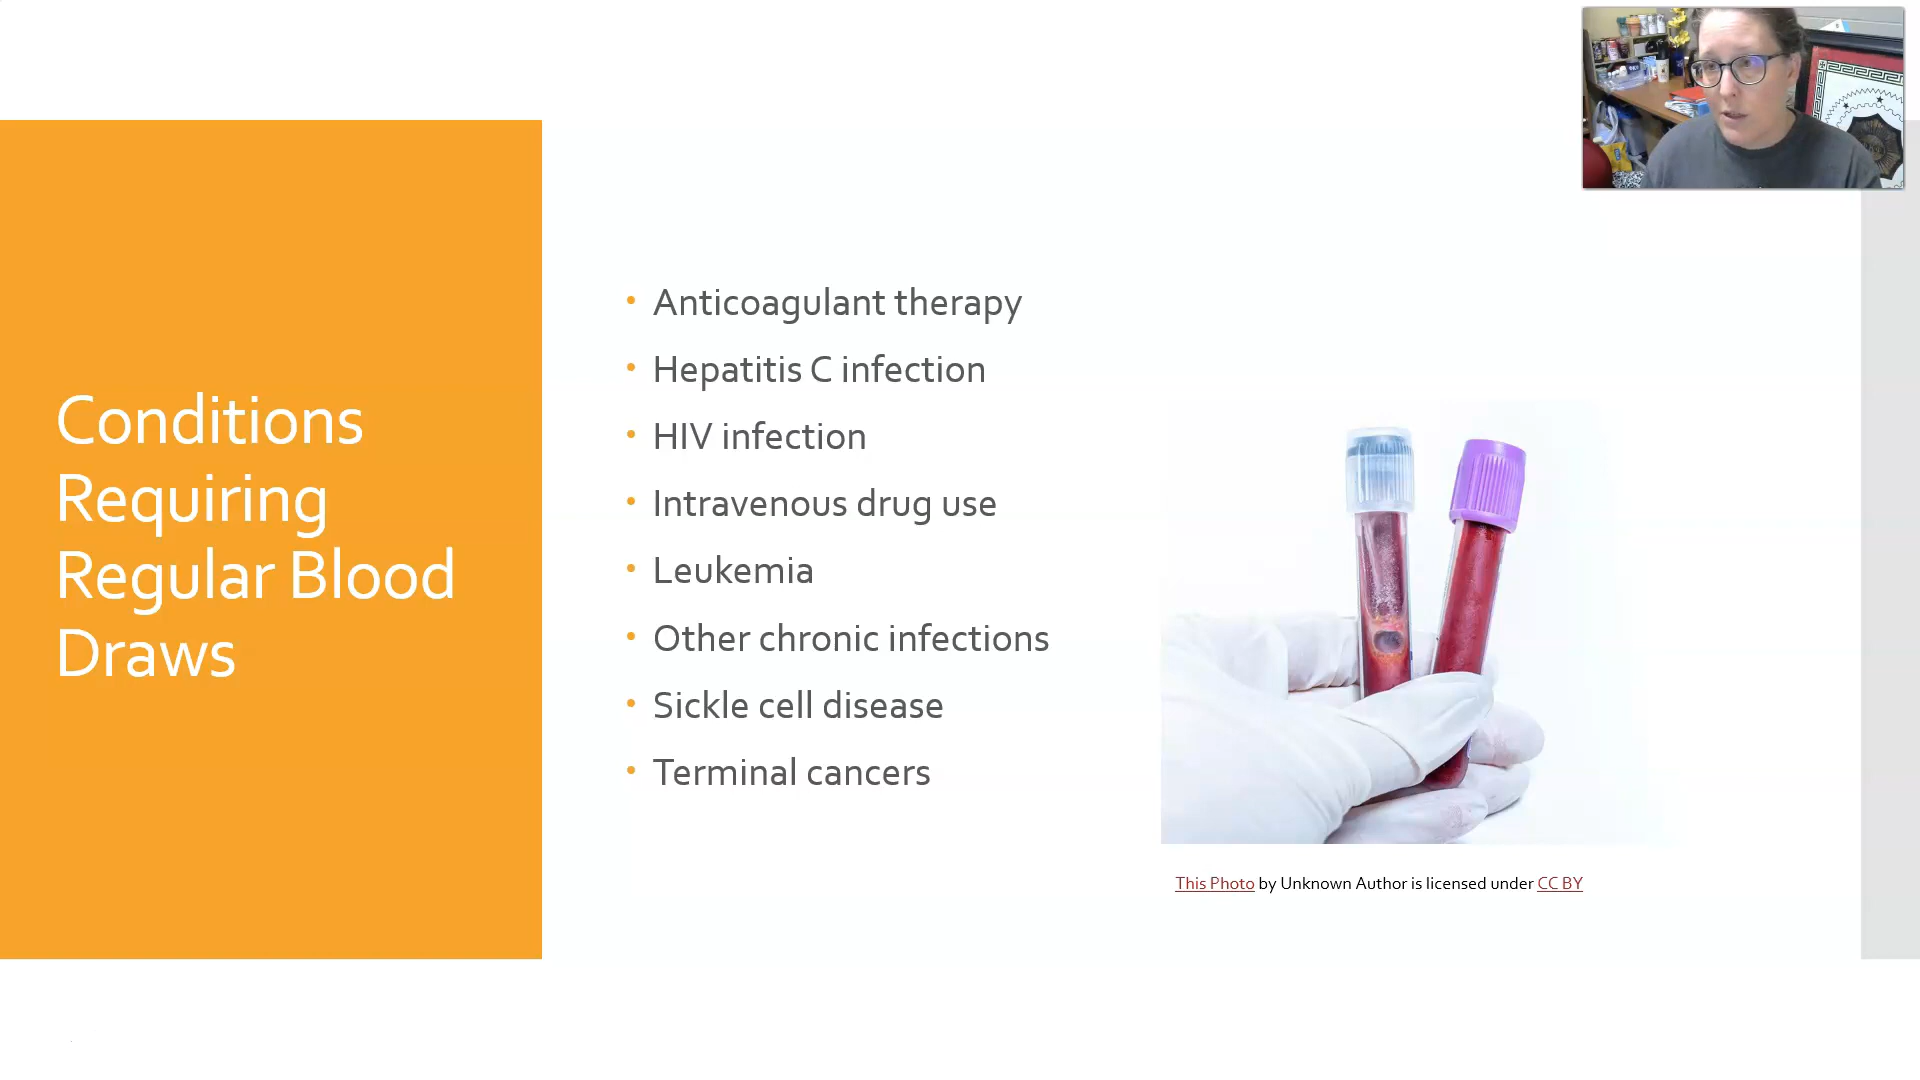 Conditions
Requiring
Regular Blood
Draws
• Anticoagulant therapy
• Hepatitis C infection
• HIV infection
• Intravenous drug use
• Leukemia
• Other chronic infections
• Sickle cell disease
• Terminal cancers
This Photo by Unknown Author is licensed under CC BY